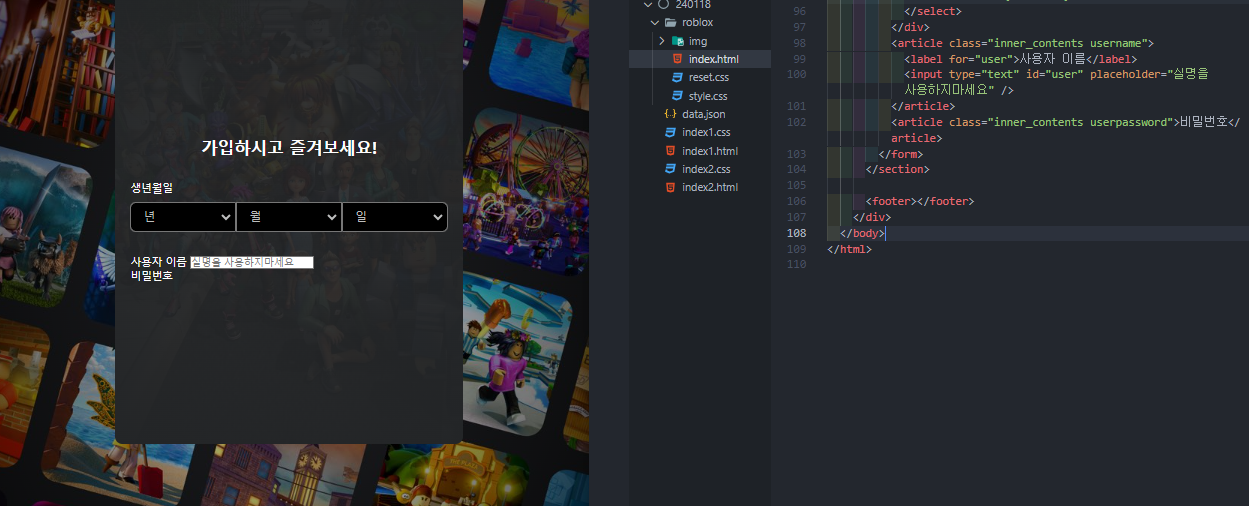 가입하시고 즐겨보세요!
생년월일
년 월 일
사용자 이름 실명을 사용하지마세요
비밀번호
240118
roblox
img
index.html
reset.css
style.css
data.json
index1.css
index1.html
index2.css
index2.html
96 </select>
97 </div>
98 <article class="inner_contents username">
99 <label for="user">사용자 이름</label>
100 <input type="text" id="user" placeholder="실명을
사용하지마세요" />
101 </article>
102 <article class="inner_contents userpassword">비밀번호</
article>
103 </form>
104 </section>
105
106 <footer></footer>
107 </div>
108 </body>
109 </html>
110